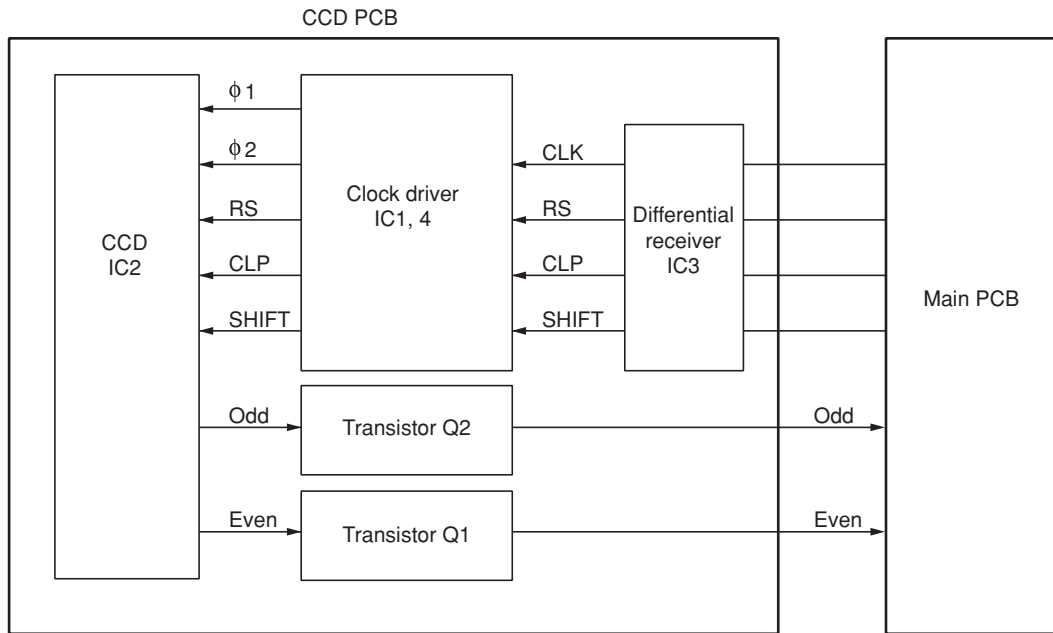 CCD PCB
ϕ1
ϕ2
RS
CLP
SHIFT
CCD
IC2
Clock driver
IC1, 4
CLK
RS
CLP
SHIFT
Differential
receiver
IC3
Main PCB
Odd
Transistor Q2
Odd
Even
Transistor Q1
Even